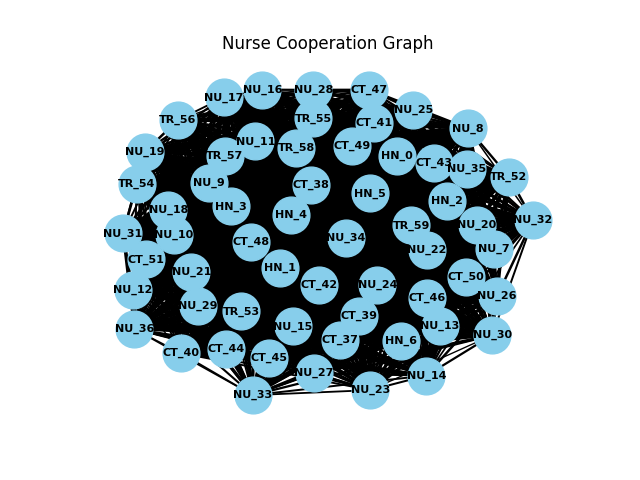 Nurse Cooperation Graph
NU_16
NU_28
CT_47
NU_17
NU_25
TR_56
TR_55
CT_41
NU_8
NU_11
TR_58
CT_49
NU_19
TR_57
HN_0
CT_43
NU_35
TR_52
TR_54
NU_9
CT_38
HN_5
HN_2
NU_18
HN_3
HN_4
NU_32
NU_31
NU_10
TR_59
NU_20
CT_48
NU_34
NU_22
NU_7
CT_51
HN_1
NU_21
CT_50
NU_12
CT_42
NU_24
CT_46
NU_26
NU_29
TR_53
CT_39
NU_36
NU_15
NU_13
NU_30
CT_37
HN_6
CT_40
CT_44
CT_45
NU_27
NU_14
NU_33
NU_23